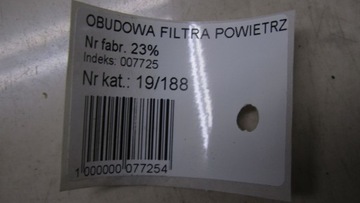 OBUDOWA FILTRA POWIETRZ
Nr fabr. 23%
Indeks: 007725
Nr kat.: 19/188
1 000000 077254